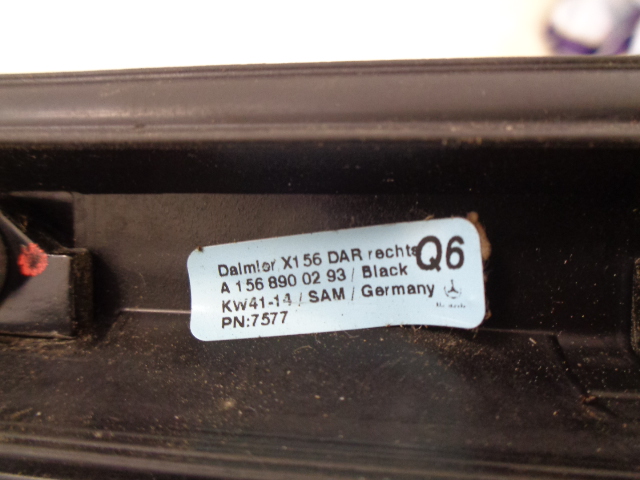 Daimler X156 DAR rechts Q6
A 156 890 02 93 / Black
KW41-14 / SAM / Germany
PN:7577